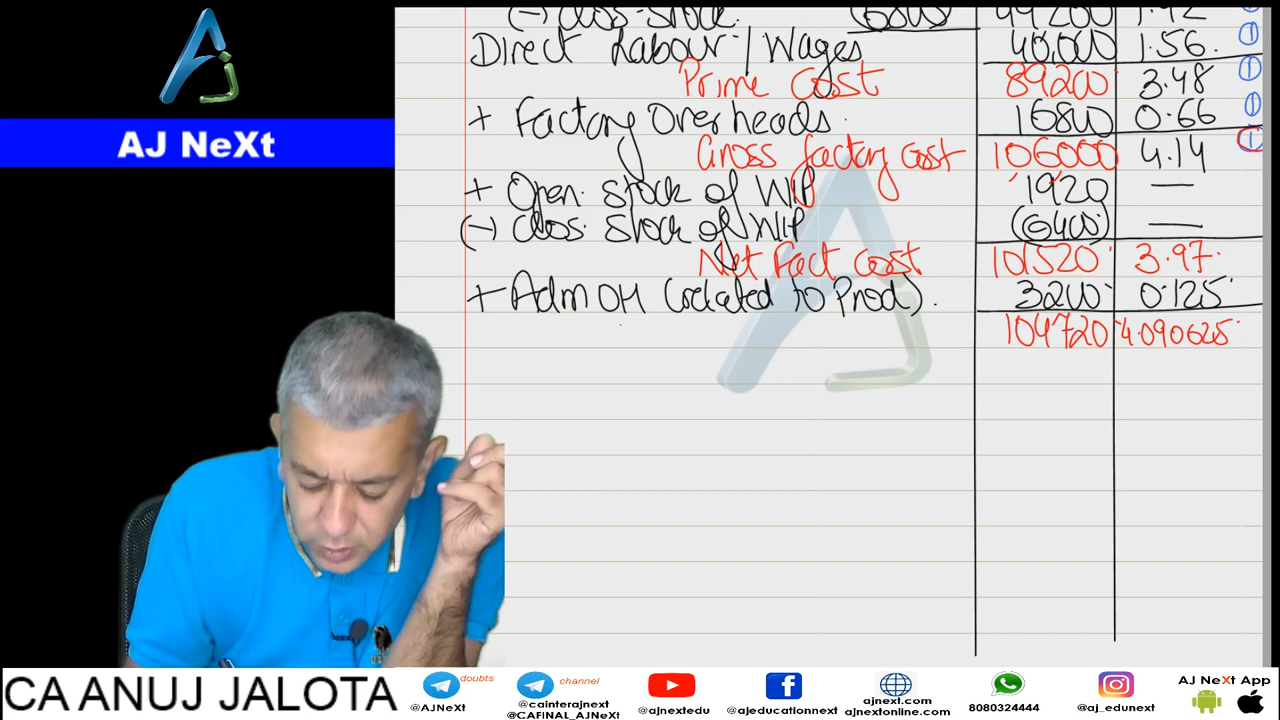 (-) Clos. Stock. (6800) 49200 1.92
Direct Labour / Wages 40,000 1.56.
Prime Cost 89200 3.48
+ Factory Overheads. 16800 0.66
Gross factory cost 106000 4.14
+ Open. stock of WIP 1920 —
(-) clos. stock of WIP (6400) —
Net Fact cost 101520 3.97
+ Adm OH (related to Prod). 3200 0.125
104720 4.090625
AJ NeXt
CA ANUJ JALOTA
doubts
@AJNeXt
channel
@cainterajnext
@CAFINAL_AJNeXt
@ajnextedu
@ajeducationnext
ajnext.com
ajnextonline.com
8080324444
@aj_edunext
AJ NeXt App